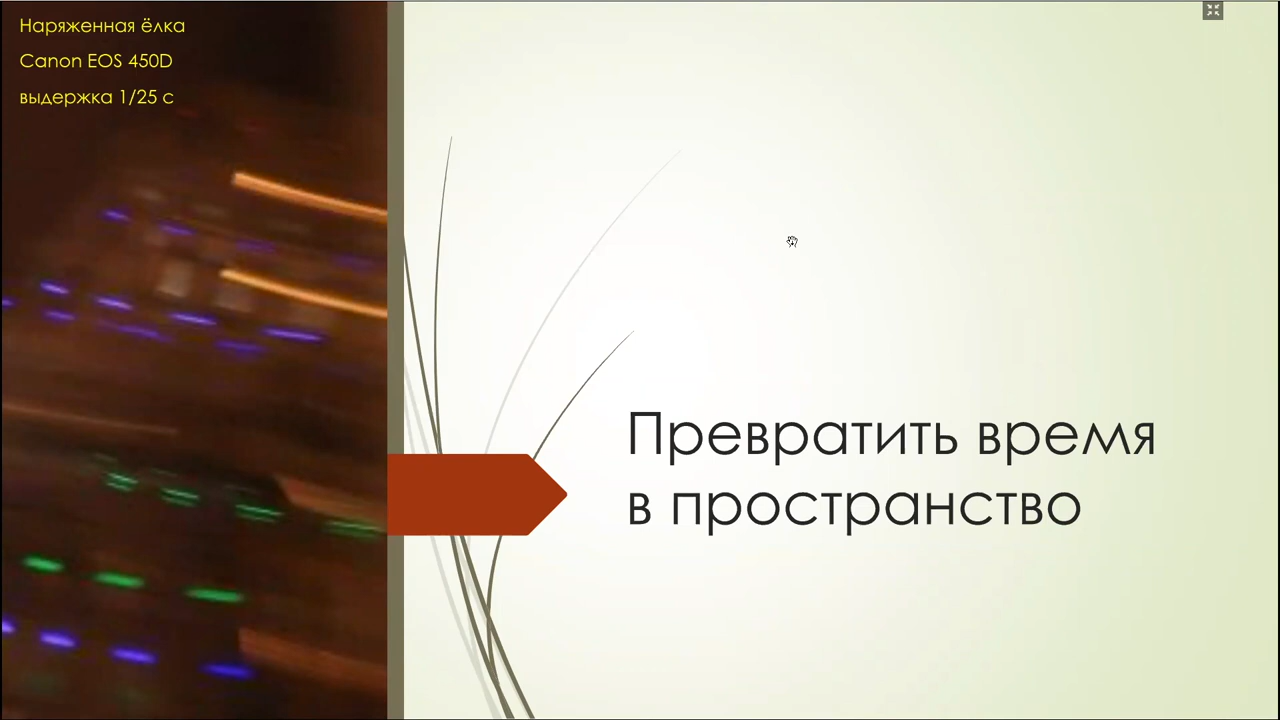 Наряженная ёлка
Canon EOS 450D
выдержка 1/25 с
Превратить время
в пространство